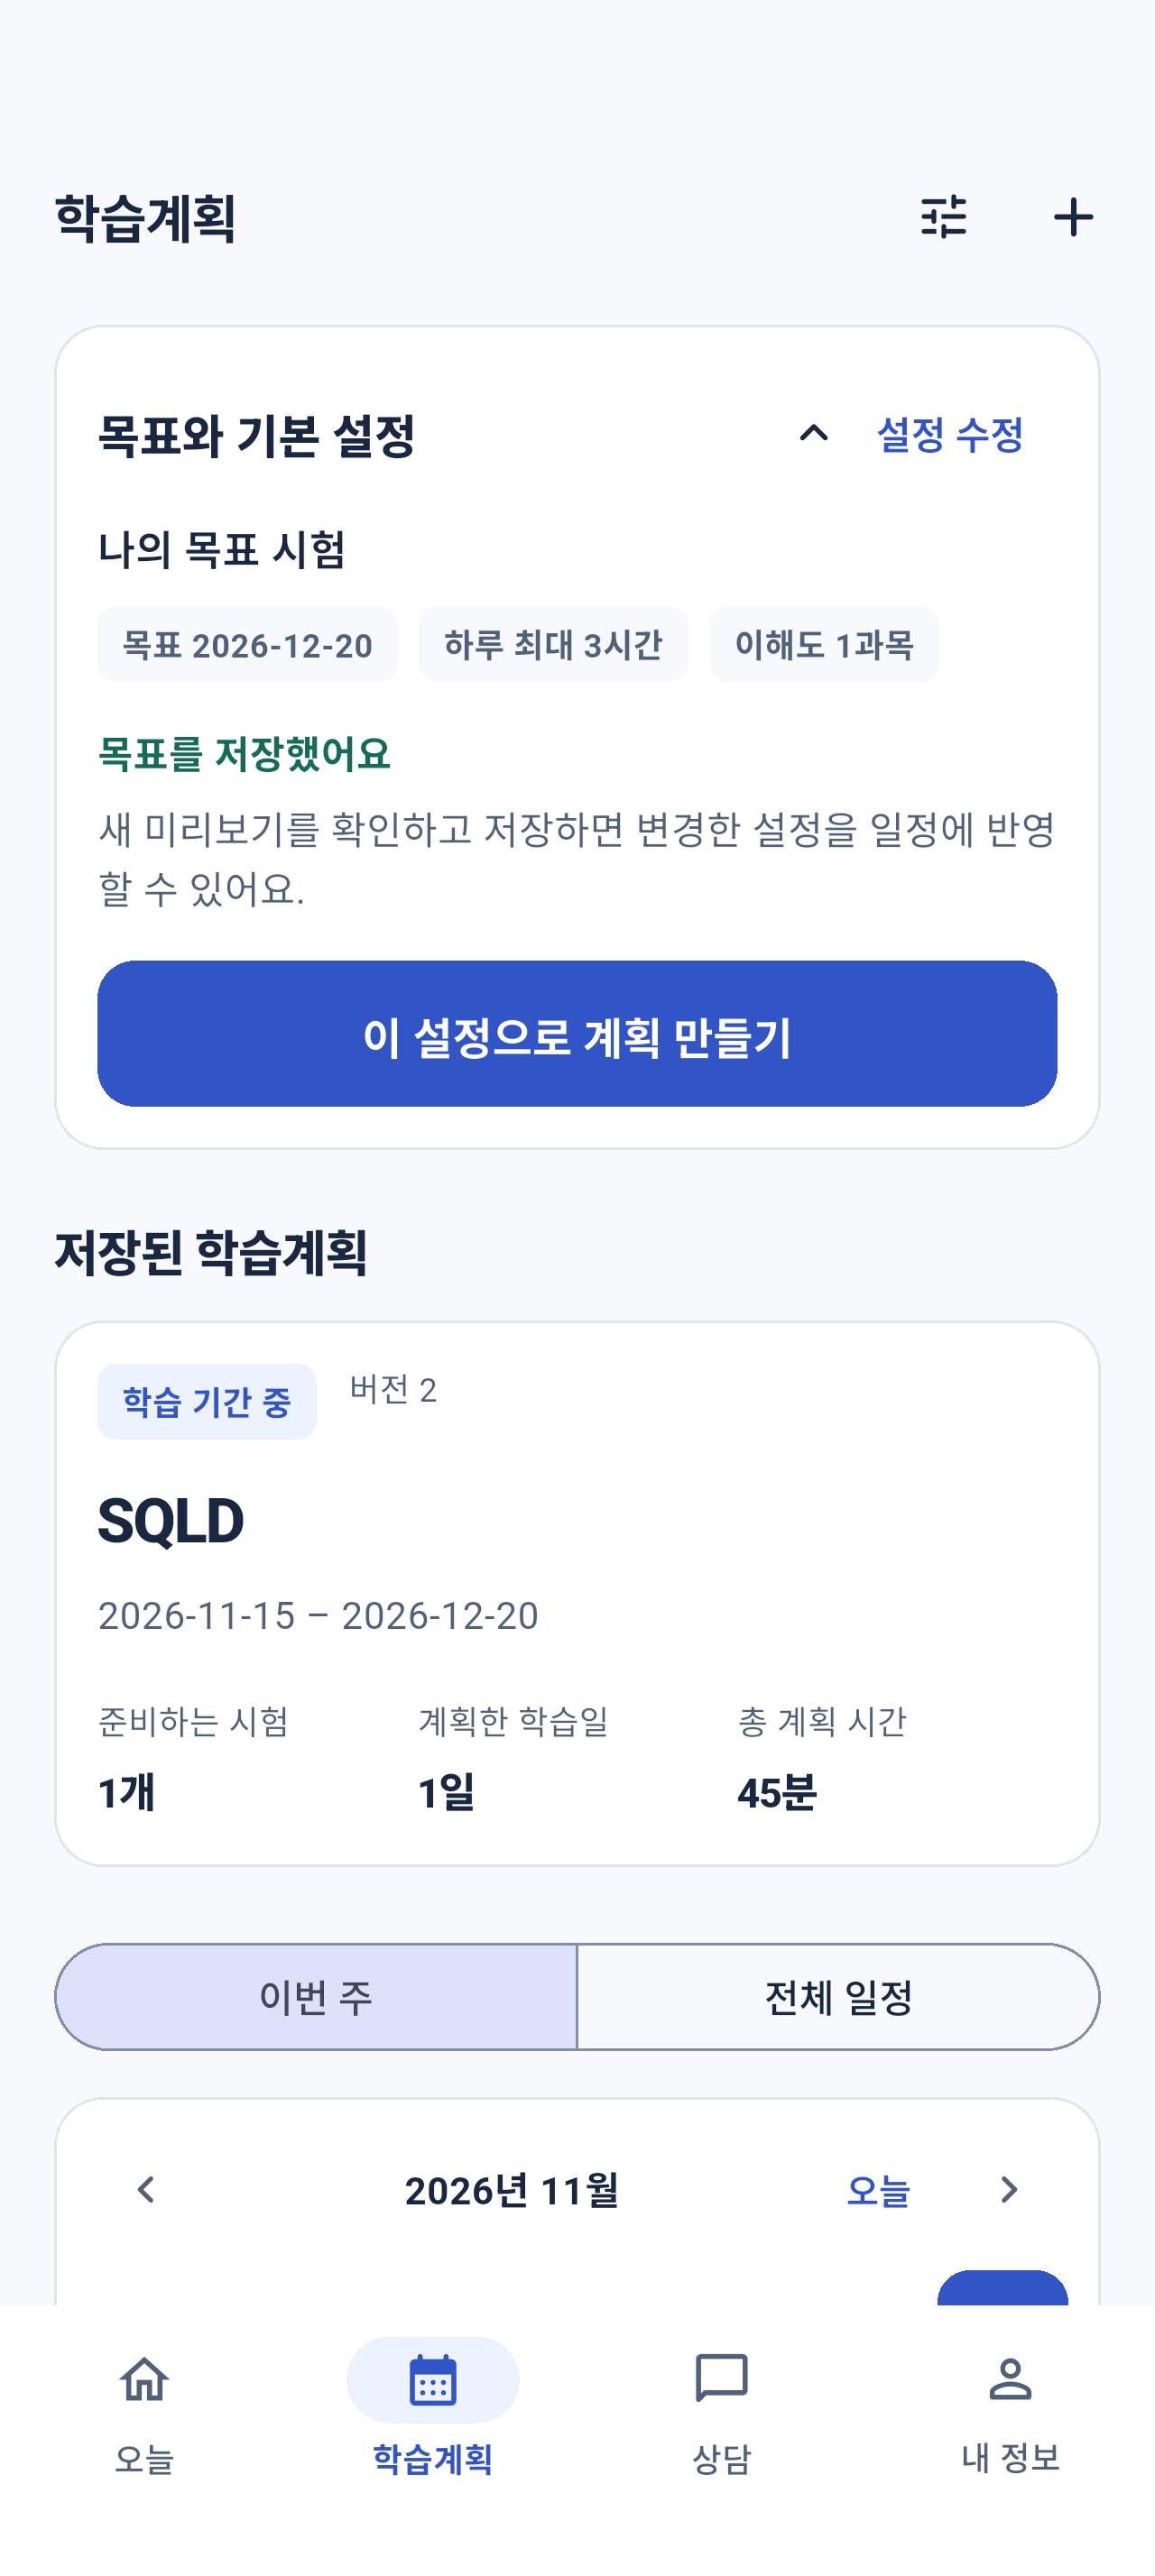 학습계획
목표와 기본 설정
설정 수정
나의 목표 시험
목표 2026-12-20
하루 최대 3시간
이해도 1과목
목표를 저장했어요
새 미리보기를 확인하고 저장하면 변경한 설정을 일정에 반영
할 수 있어요.
이 설정으로 계획 만들기
저장된 학습계획
학습 기간 중
버전 2
SQLD
2026-11-15 – 2026-12-20
준비하는 시험
계획한 학습일
총 계획 시간
1개
1일
45분
이번 주
전체 일정
2026년 11월
오늘
오늘
학습계획
상담
내 정보